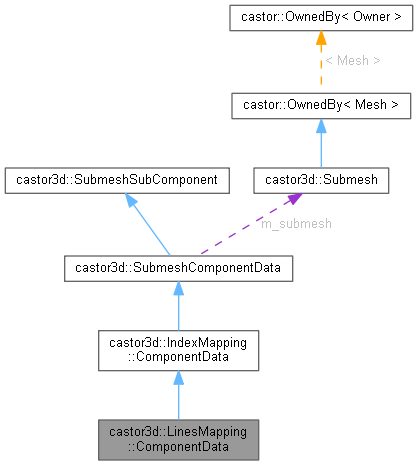 castor::OwnedBy< Owner >
< Mesh >
castor::OwnedBy< Mesh >
castor3d::SubmeshSubComponent
castor3d::Submesh
m_submesh
castor3d::SubmeshComponentData
castor3d::IndexMapping
::ComponentData
castor3d::LinesMapping
::ComponentData